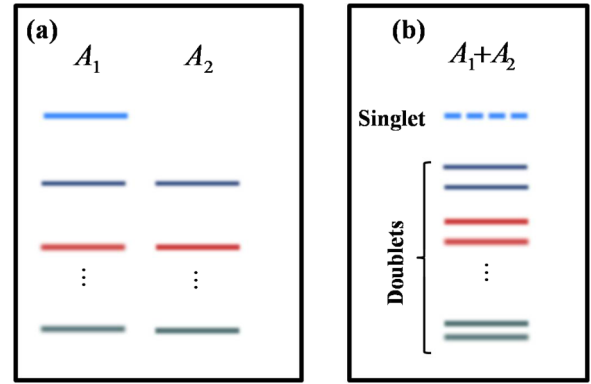 (a)
A₁ A₂
⋮ ⋮
(b)
A₁+A₂
Singlet
Doublets
⋮